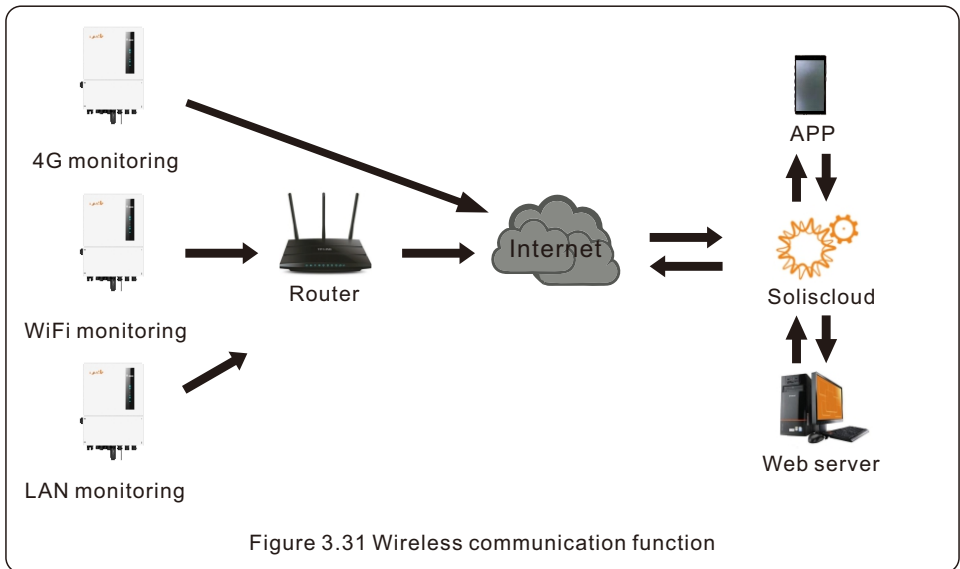 4G monitoring
WiFi monitoring
LAN monitoring
Router
Internet
APP
Soliscloud
Web server
Figure 3.31 Wireless communication function